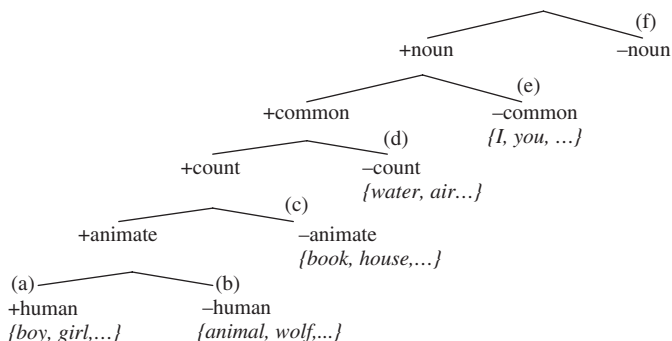 (f)
+noun –noun
(e)
+common –common
{I, you, …}
(d)
+count –count
{water, air…}
(c)
+animate –animate
{book, house,…}
(a) (b)
+human –human
{boy, girl,…} {animal, wolf,...}